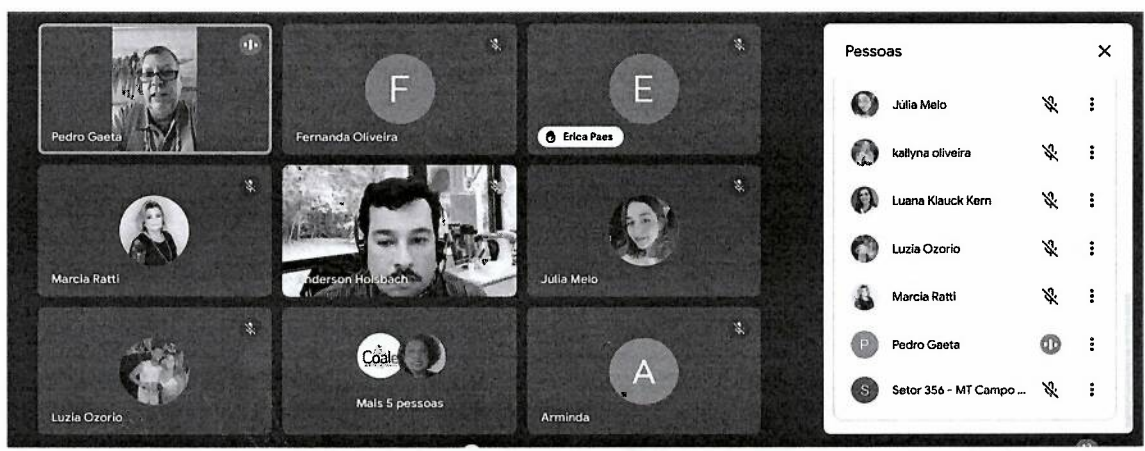 Pedro Gaeta
F
Fernanda Oliveira
E
Erica Paes
Marcia Ratti
nderson Holsbach
Júlia Melo
Luzia Ozorio
Coale
Mais 5 pessoas
A
Arminda
Pessoas
Júlia Melo
kallyna oliveira
Luana Klauck Kern
Luzia Ozorio
Marcia Ratti
P
Pedro Gaeta
S
Setor 356 - MT Campo ...